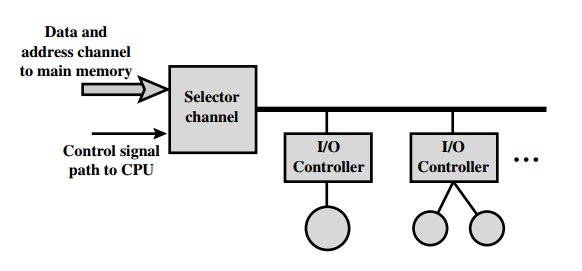 Data and
address channel
to main memory
Selector
channel
Control signal
path to CPU
I/O
Controller
I/O
Controller
...